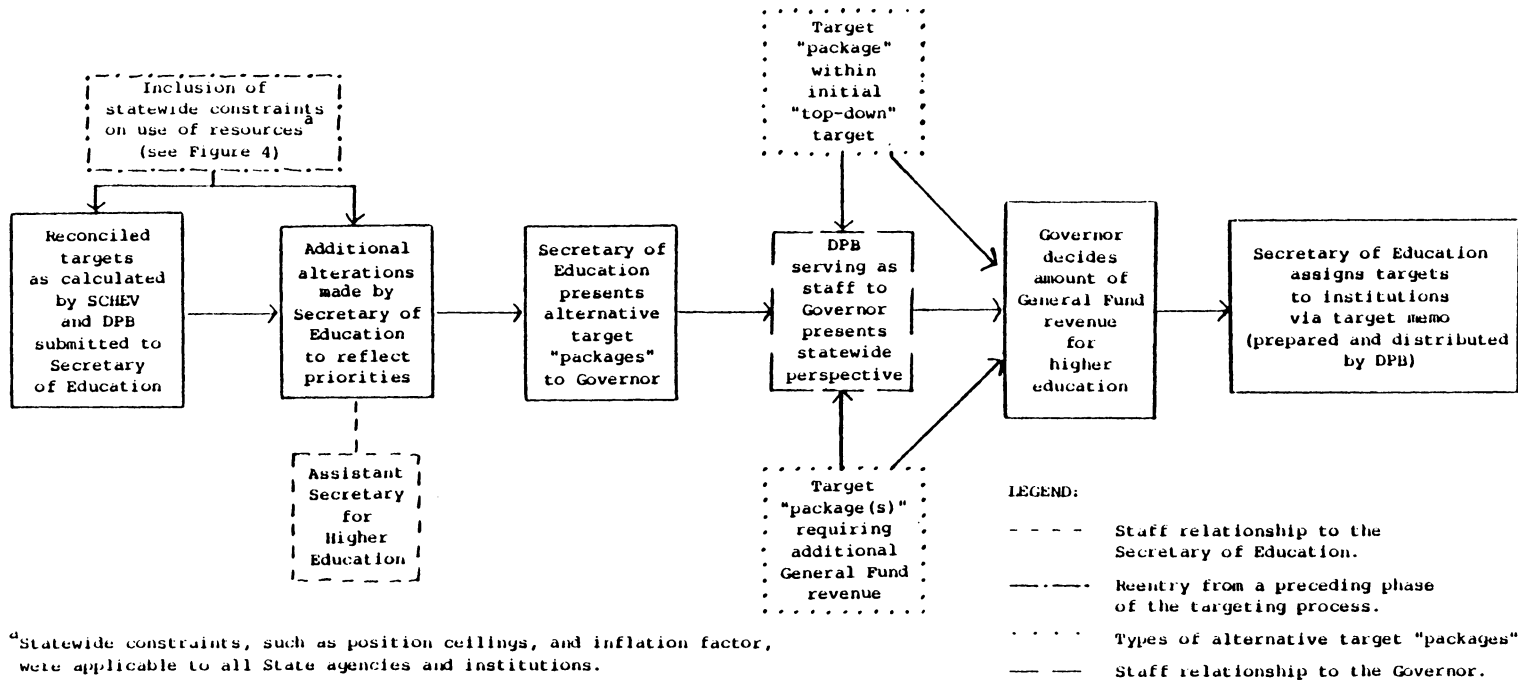 Inclusion of
statewide constraints
on use of resources a
(see Figure 4)
Reconciled
targets
as calculated
by SCHEV
and DPB
submitted to
Secretary
of Education
Additional
alterations
made by
Secretary of
Education
to reflect
priorities
Assistant
Secretary
for
Higher
Education
Secretary of
Education
presents
alternative
target
"packages"
to Governor
Target
"package"
within
initial
"top-down"
target
DPB
serving as
staff to
Governor
presents
statewide
perspective
Target
"package(s)"
requiring
additional
General Fund
revenue
Governor
decides
amount of
General Fund
revenue
for
higher
education
Secretary of Education
assigns targets
to institutions
via target memo
(prepared and distributed
by DPB)
LEGEND:
Staff relationship to the
Secretary of Education.
Reentry from a preceding phase
of the targeting process.
Types of alternative target "packages"
Staff relationship to the Governor.
a Statewide constraints, such as position ceilings, and inflation factor,
were applicable to all State agencies and institutions.